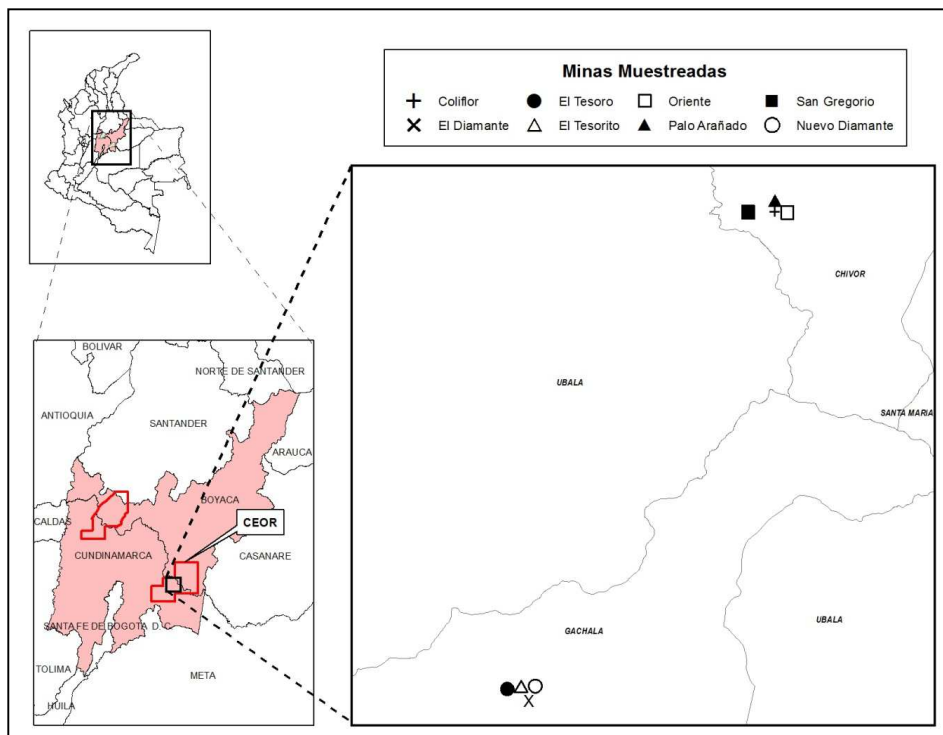 Minas Muestreadas
Coliflor El Tesoro Oriente San Gregorio
El Diamante El Tesorito Palo Arañado Nuevo Diamante
CHIVOR
UBALA
SANTA MARIA
GACHALA
UBALA
BOLIVAR
NORTE DE SANTANDER
ANTIOQUIA
SANTANDER
ARAUCA
BOYACA
CEOR
CALDAS
CUNDINAMARCA
CASANARE
SANTA FE DE BOGOTA D. C
TOLIMA
META
HUILA